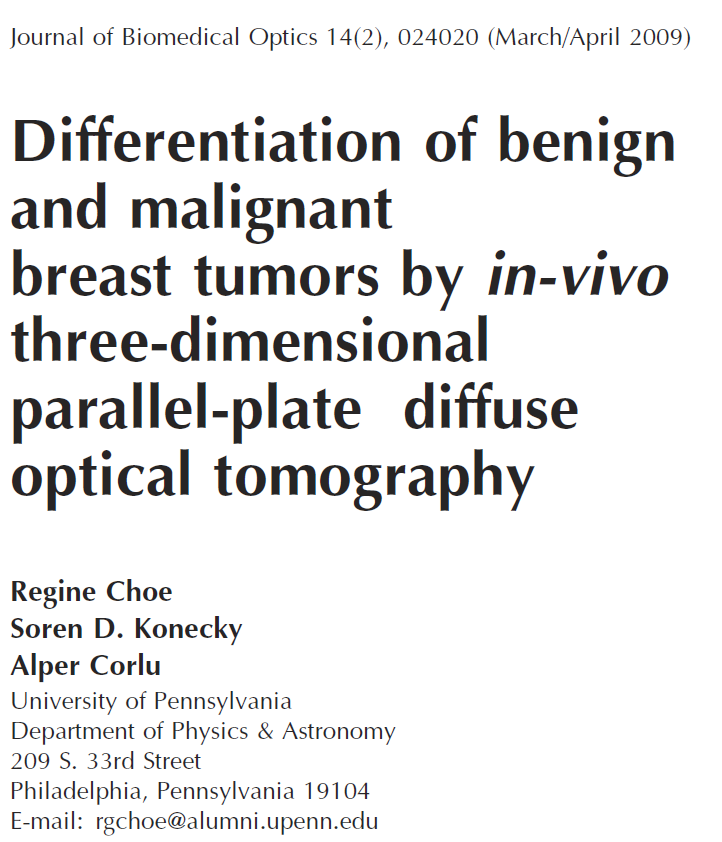 Journal of Biomedical Optics 14(2), 024020 (March/April 2009)
Differentiation of benign
and malignant
breast tumors by in-vivo
three-dimensional
parallel-plate diffuse
optical tomography
Regine Choe
Soren D. Konecky
Alper Corlu
University of Pennsylvania
Department of Physics & Astronomy
209 S. 33rd Street
Philadelphia, Pennsylvania 19104
E-mail: rgchoe@alumni.upenn.edu